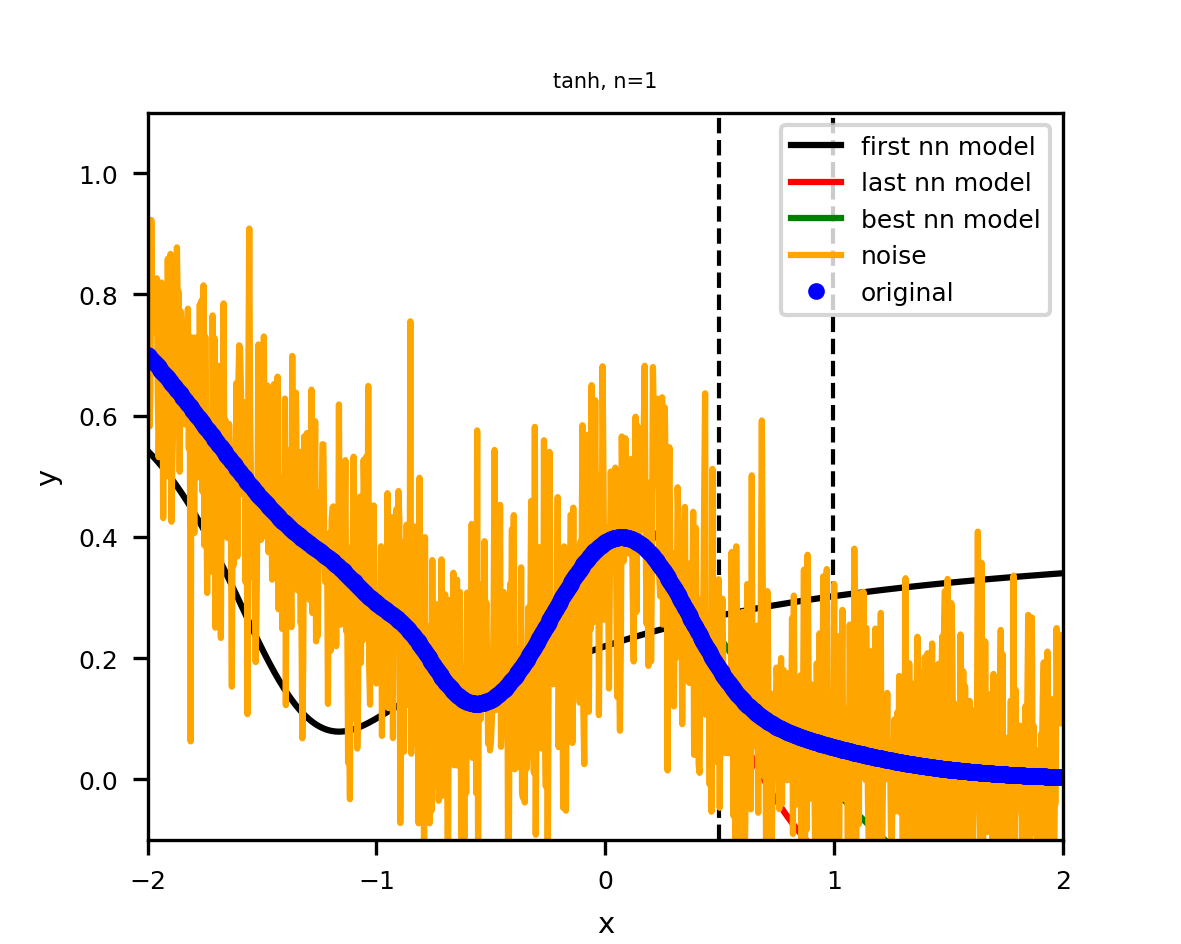 tanh, n=1
first nn model
last nn model
best nn model
noise
original
1.0
0.8
0.6
0.4
0.2
0.0
y
−2
−1
0
1
2
x